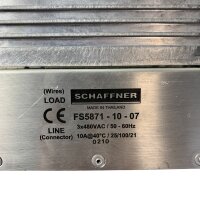 (Wires)
LOAD
SCHAFFNER
MADE IN THAILAND
FS5871 - 10 - 07
CE
3x480VAC / 50 - 60Hz
LINE
(Connector)
10A@40°C / 25/100/21
0210